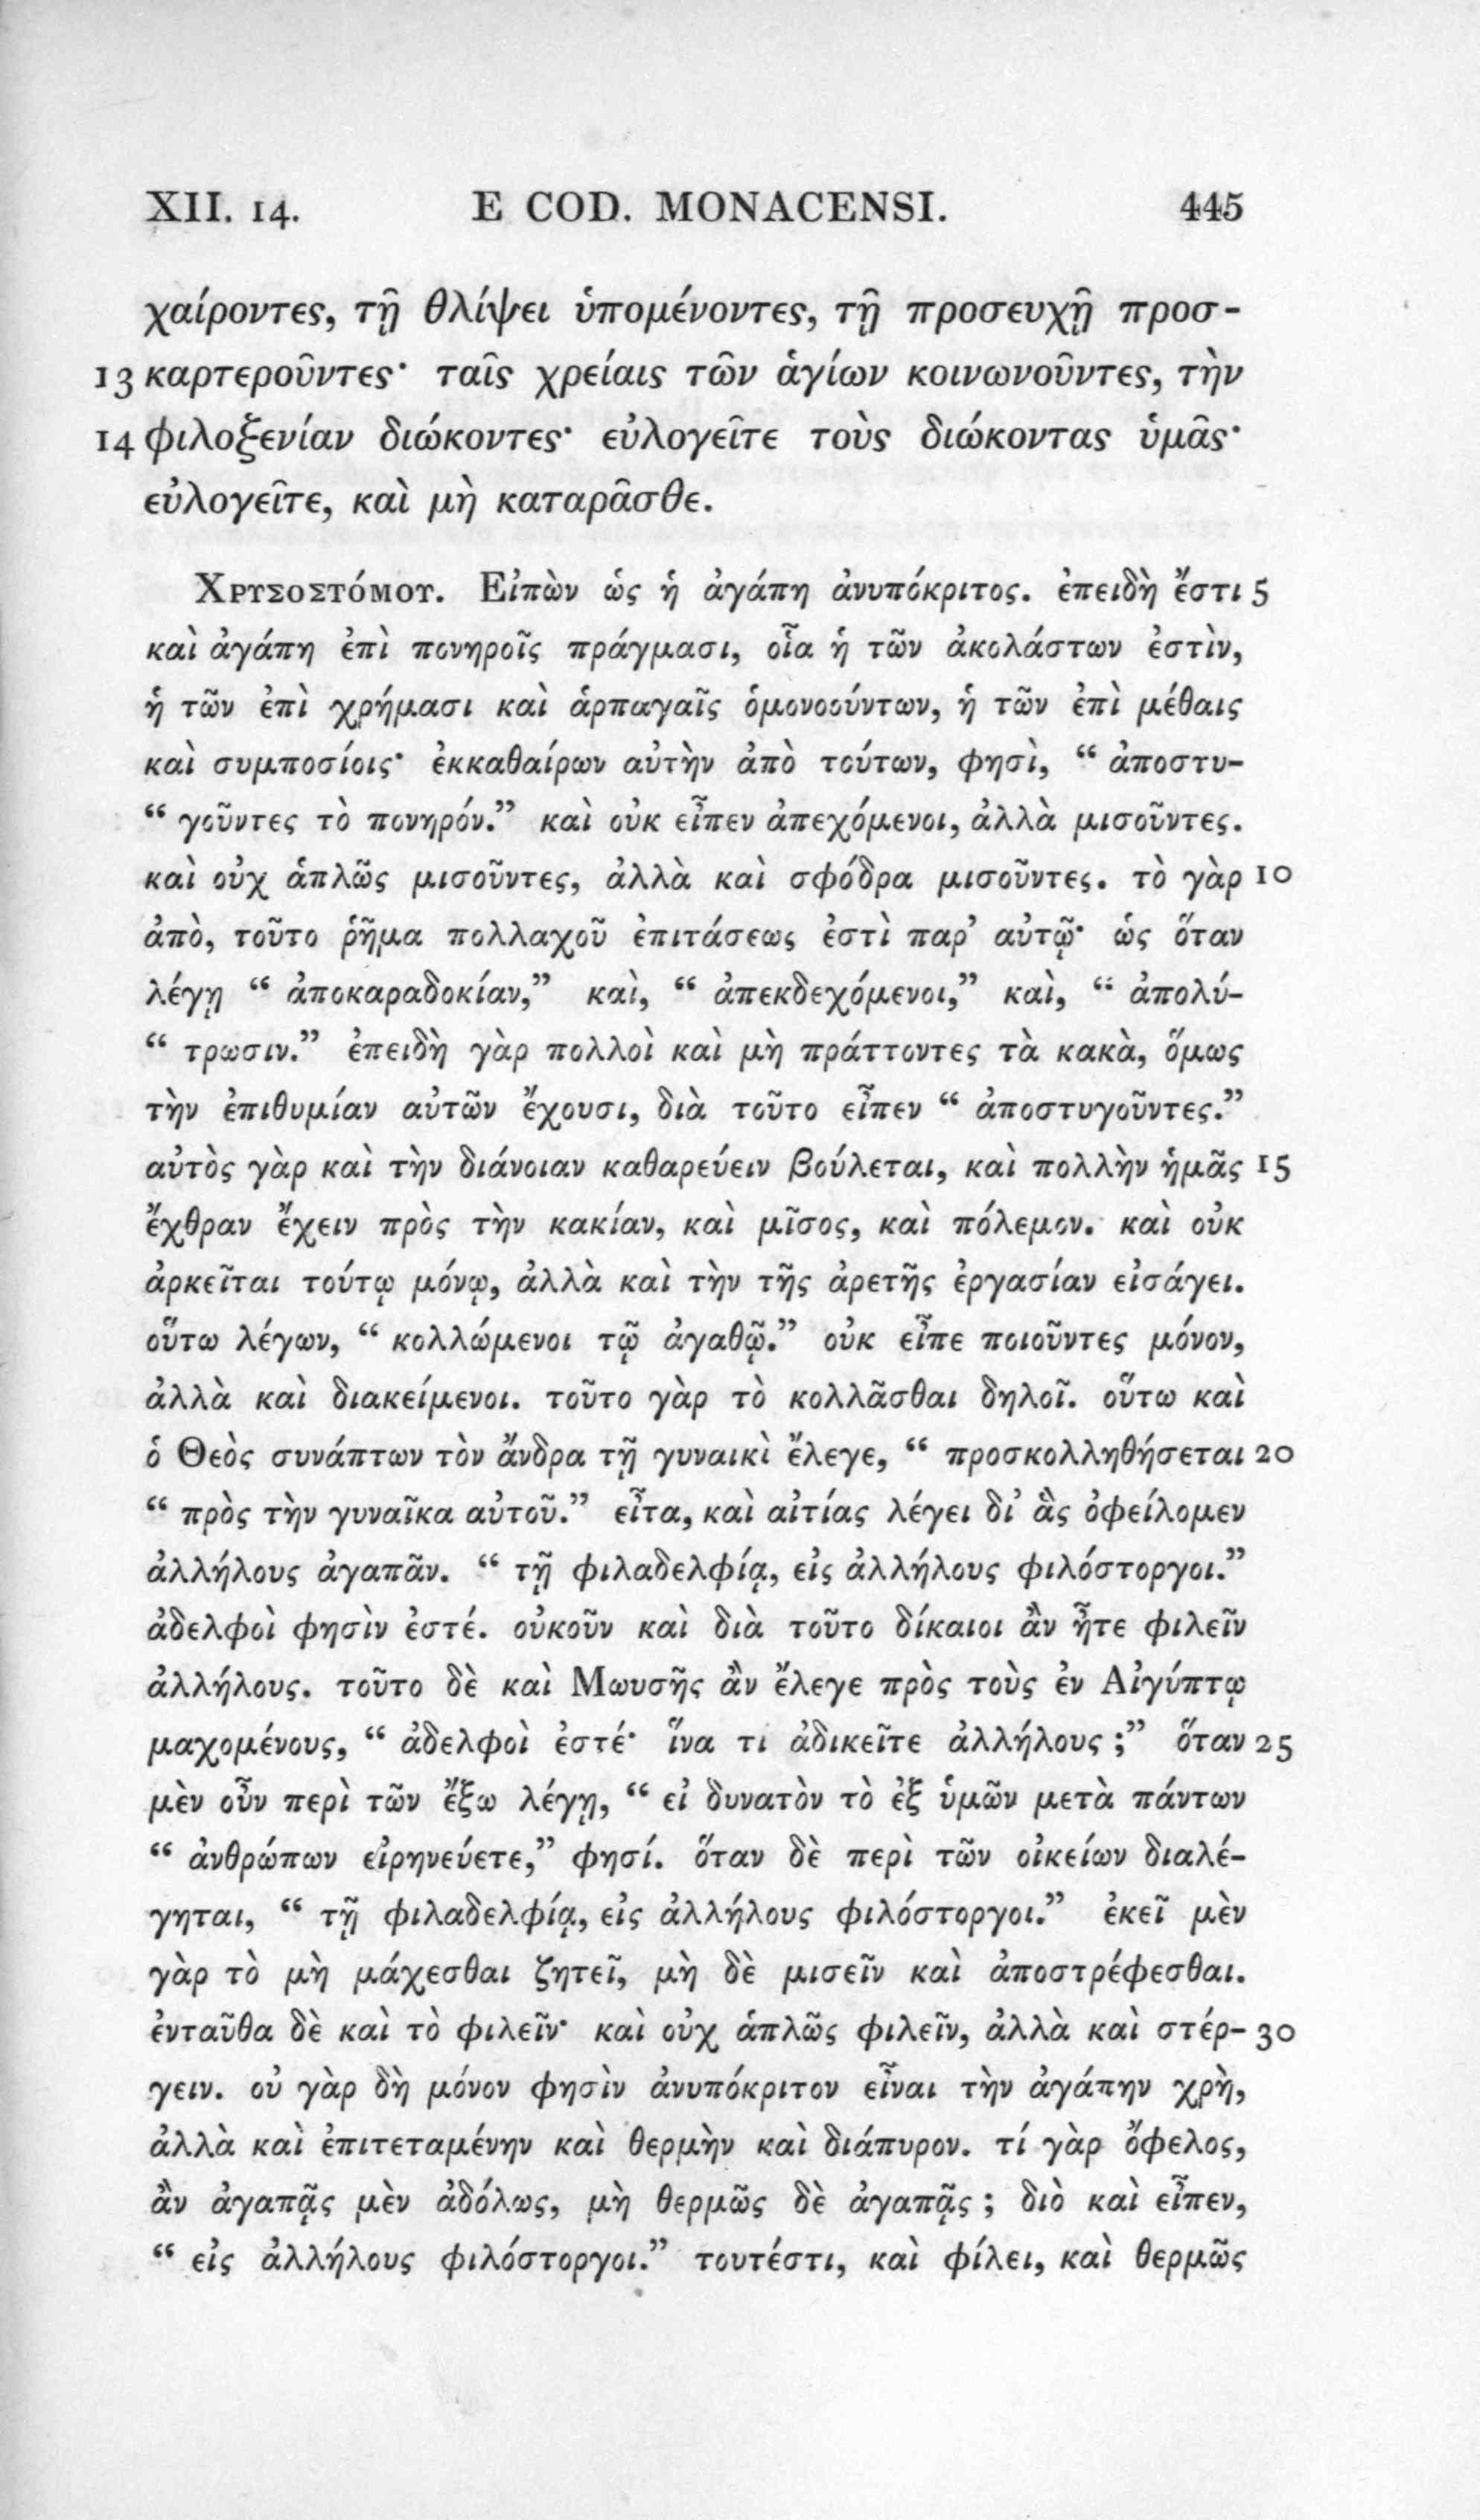 XII. 14. E COD. MONACENSI. 445
χαίροντες, τῇ θλίψει ὑπομένοντες, τῇ προσευχῇ προσ-
13 καρτεροῦντες· ταῖς χρείαις τῶν ἁγίων κοινωνοῦντες, τὴν
14 φιλοξενίαν διώκοντες· εὐλογεῖτε τοὺς διώκοντας ὑμᾶς·
εὐλογεῖτε, καὶ μὴ καταρᾶσθε.
Χρυσοστόμου. Εἰπὼν ὡς ἡ ἀγάπη ἀνυπόκριτος. ἐπειδὴ ἔστι 5
καὶ ἀγάπη ἐπὶ πονηροῖς πράγμασι, οἷα ἡ τῶν ἀκολάστων ἐστὶν,
ἡ τῶν ἐπὶ χρήμασι καὶ ἁρπαγαῖς ὁμονοούντων, ἡ τῶν ἐπὶ μέθαις
καὶ συμποσίοις· ἐκκαθαίρων αὐτὴν ἀπὸ τούτων, φησὶ, “ ἀποστυ-
“ γοῦντες τὸ πονηρόν.” καὶ οὐκ εἶπεν ἀπεχόμενοι, ἀλλὰ μισοῦντες.
καὶ οὐχ ἁπλῶς μισοῦντες, ἀλλὰ καὶ σφόδρα μισοῦντες. τὸ γὰρ 10
ἀπὸ, τοῦτο ῥῆμα πολλαχοῦ ἐπιτάσεως ἐστὶ παρ’ αὐτῷ· ὡς ὅταν
λέγῃ “ ἀποκαραδοκίαν,” καὶ, “ ἀπεκδεχόμενοι,” καὶ, “ ἀπολύ-
“ τρωσιν.” ἐπειδὴ γὰρ πολλοὶ καὶ μὴ πράττοντες τὰ κακὰ, ὅμως
τὴν ἐπιθυμίαν αὐτῶν ἔχουσι, διὰ τοῦτο εἶπεν “ ἀποστυγοῦντες.”
αὐτὸς γὰρ καὶ τὴν διάνοιαν καθαρεύειν βούλεται, καὶ πολλὴν ἡμᾶς 15
ἔχθραν ἔχειν πρὸς τὴν κακίαν, καὶ μῖσος, καὶ πόλεμον. καὶ οὐκ
ἀρκεῖται τούτῳ μόνῳ, ἀλλὰ καὶ τὴν τῆς ἀρετῆς ἐργασίαν εἰσάγει.
οὕτω λέγων, “ κολλώμενοι τῷ ἀγαθῷ.” οὐκ εἶπε ποιοῦντες μόνον,
ἀλλὰ καὶ διακείμενοι. τοῦτο γὰρ τὸ κολλᾶσθαι δηλοῖ. οὕτω καὶ
ὁ Θεὸς συνάπτων τὸν ἄνδρα τῇ γυναικὶ ἔλεγε, “ προσκολληθήσεται 20
“ πρὸς τὴν γυναῖκα αὐτοῦ.” εἶτα, καὶ αἰτίας λέγει δι’ ἃς ὀφείλομεν
ἀλλήλους ἀγαπᾶν. “ τῇ φιλαδελφίᾳ, εἰς ἀλλήλους φιλόστοργοι.”
ἀδελφοὶ φησὶν ἐστέ. οὐκοῦν καὶ διὰ τοῦτο δίκαιοι ἂν ἦτε φιλεῖν
ἀλλήλους. τοῦτο δὲ καὶ Μωυσῆς ἂν ἔλεγε πρὸς τοὺς ἐν Αἰγύπτῳ
μαχομένους, “ ἀδελφοὶ ἐστέ· ἵνα τι ἀδικεῖτε ἀλλήλους ;” ὅταν 25
μὲν οὖν περὶ τῶν ἔξω λέγῃ, “ εἰ δυνατὸν τὸ ἐξ ὑμῶν μετὰ πάντων
“ ἀνθρώπων εἰρηνεύετε,” φησί. ὅταν δὲ περὶ τῶν οἰκείων διαλέ-
γηται, “ τῇ φιλαδελφίᾳ, εἰς ἀλλήλους φιλόστοργοι.” ἐκεῖ μὲν
γὰρ τὸ μὴ μάχεσθαι ζητεῖ, μὴ δὲ μισεῖν καὶ ἀποστρέφεσθαι.
ἐνταῦθα δὲ καὶ τὸ φιλεῖν· καὶ οὐχ ἁπλῶς φιλεῖν, ἀλλὰ καὶ στέρ- 30
γειν. οὐ γὰρ δὴ μόνον φησὶν ἀνυπόκριτον εἶναι τὴν ἀγάπην χρὴ,
ἀλλὰ καὶ ἐπιτεταμένην καὶ θερμὴν καὶ διάπυρον. τί γὰρ ὄφελος,
ἂν ἀγαπᾷς μὲν ἀδόλως, μὴ θερμῶς δὲ ἀγαπᾷς ; διὸ καὶ εἶπεν,
“ εἰς ἀλλήλους φιλόστοργοι.” τουτέστι, καὶ φίλει, καὶ θερμῶς